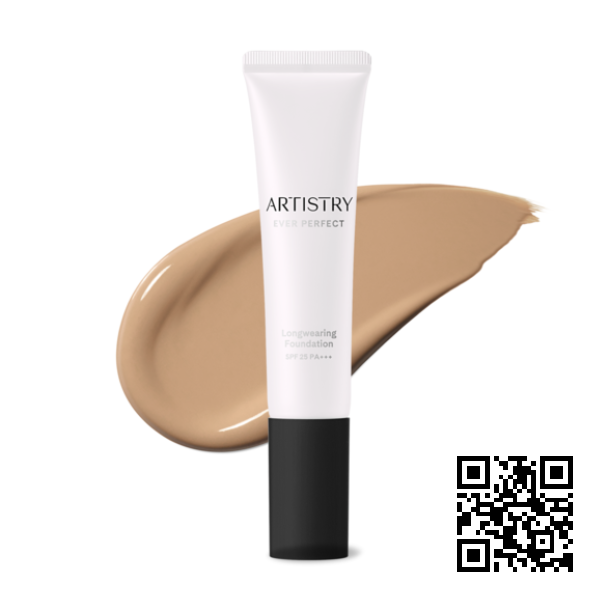 ARTISTRY
EVER PERFECT
Longwearing
Foundation
SPF 25 PA+++